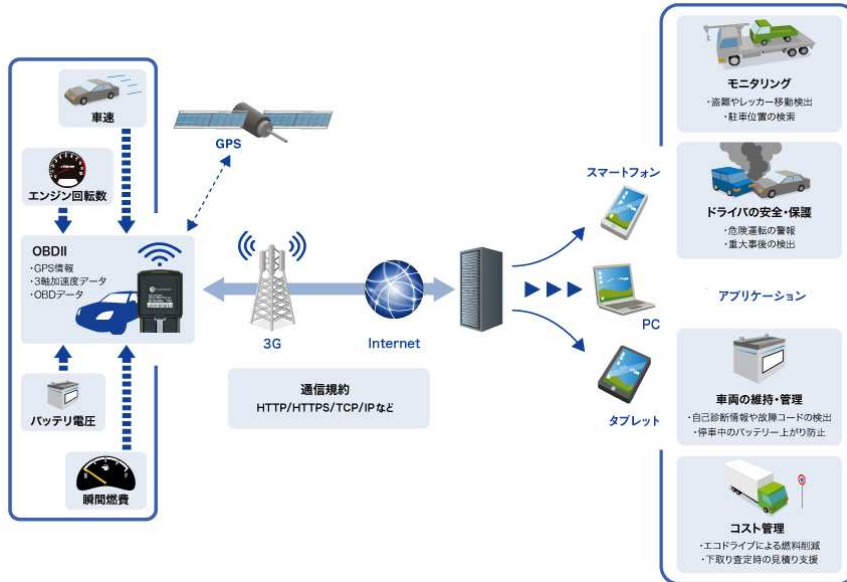 車速
エンジン回転数
OBDII
・GPS情報
・3軸加速度データ
・OBDデータ
バッテリ電圧
瞬間燃費
GPS
3G
Internet
通信規約
HTTP/HTTPS/TCP/IPなど
スマートフォン
PC
タブレット
モニタリング
・盗難やレッカー移動検出
・駐車位置の検索
ドライバの安全・保護
・危険運転の警報
・重大事後の検出
アプリケーション
車両の維持・管理
・自己診断情報や故障コードの検出
・停車中のバッテリー上がり防止
コスト管理
・エコドライブによる燃料削減
・下取り査定時の見積り支援